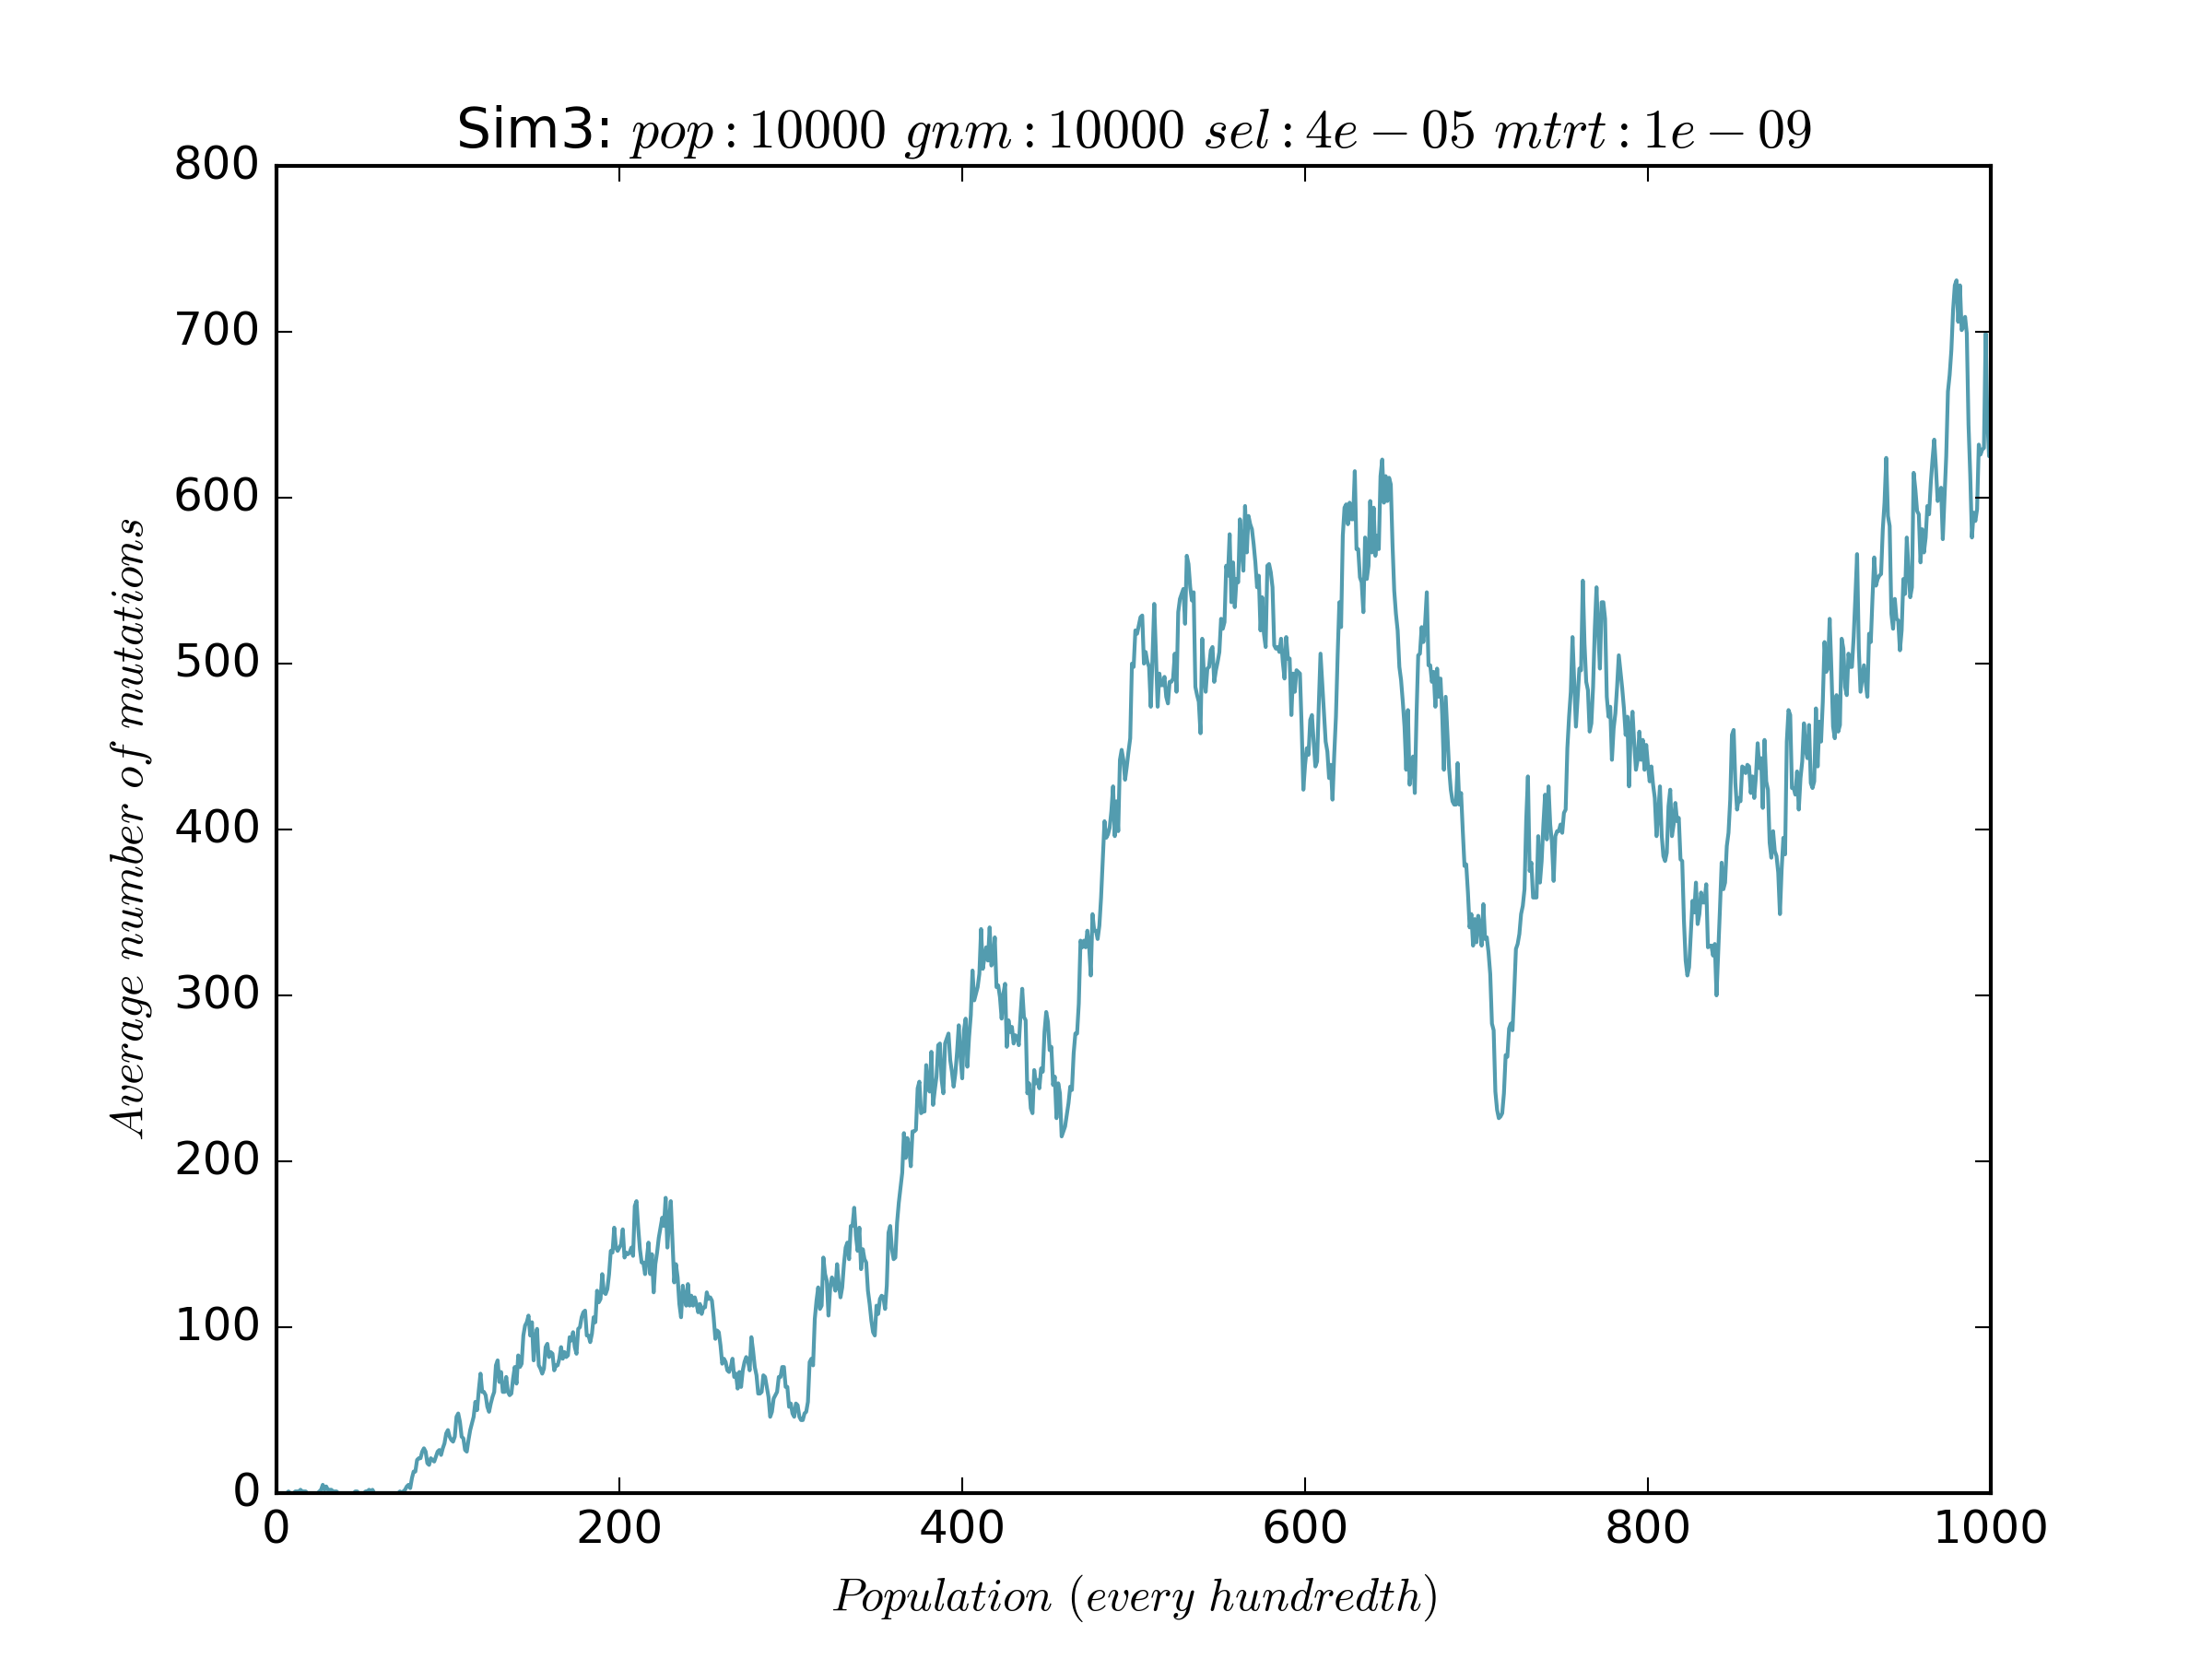 Sim3: pop : 10000 gnm : 10000 sel : 4e − 05 mtrt : 1e − 09
800
700
600
500
400
300
200
100
0
Average number of mutations
0 200 400 600 800 1000
Population (every hundredth)